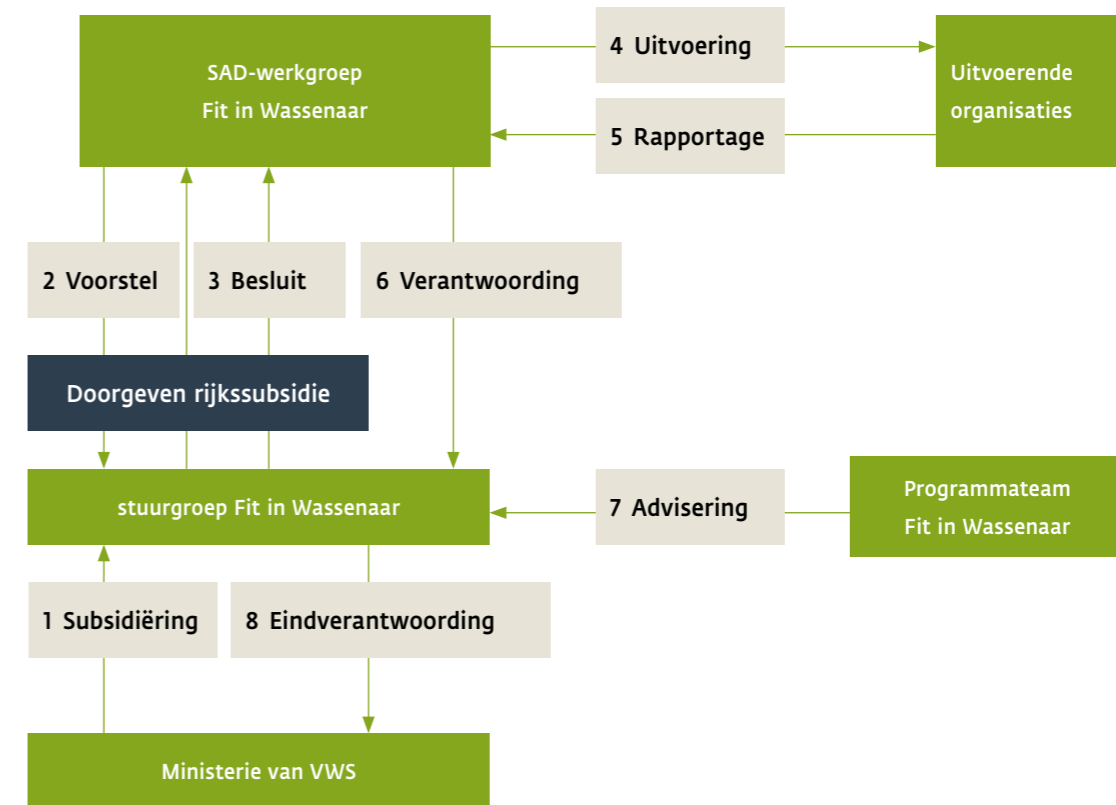 SAD-werkgroep
Fit in Wassenaar
4 Uitvoering
5 Rapportage
Uitvoerende
organisaties
2 Voorstel
3 Besluit
6 Verantwoording
Doorgeven rijkssubsidie
stuurgroep Fit in Wassenaar
7 Advisering
Programmateam
Fit in Wassenaar
1 Subsidiëring
8 Eindverantwoording
Ministerie van VWS